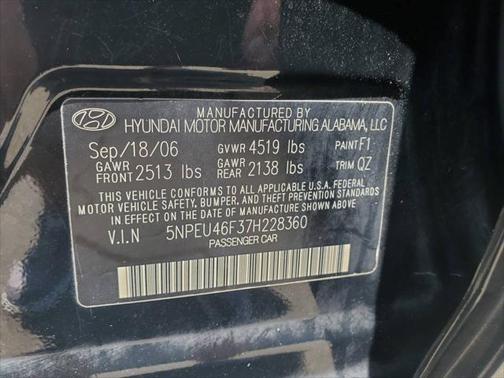 MANUFACTURED BY
HYUNDAI MOTOR MANUFACTURING ALABAMA, LLC
Sep/18/06 GVWR 4519 lbs PAINT F1
GAWR FRONT 2513 lbs GAWR REAR 2138 lbs TRIM QZ
THIS VEHICLE CONFORMS TO ALL APPLICABLE U.S.A. FEDERAL
MOTOR VEHICLE SAFETY, BUMPER, AND THEFT PREVENTION STANDARDS
IN EFFECT ON THE DATE OF MANUFACTURE SHOWN ABOVE.
V.I.N 5NPEU46F37H228360
PASSENGER CAR